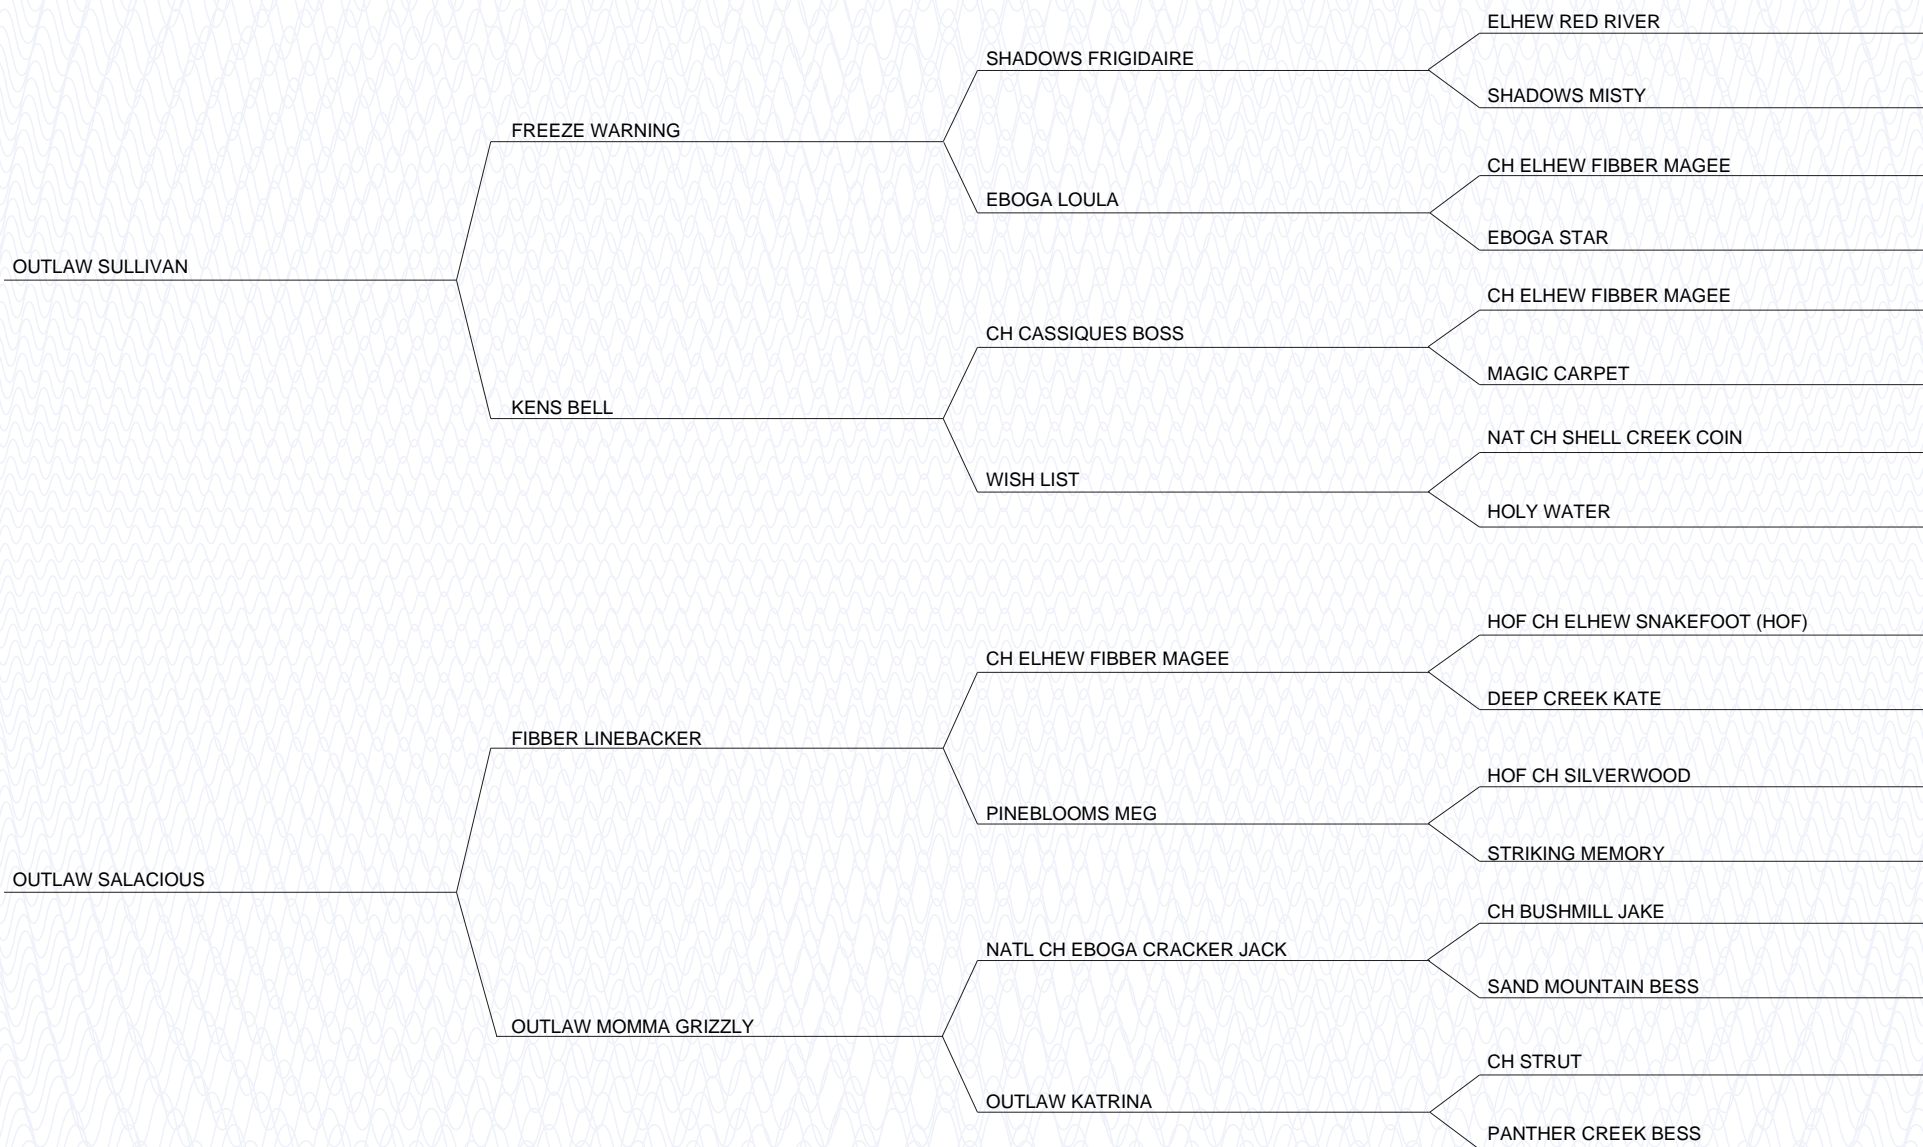 ELHEW RED RIVER
SHADOWS FRIGIDAIRE
SHADOWS MISTY
FREEZE WARNING
CH ELHEW FIBBER MAGEE
EBOGA LOULA
EBOGA STAR
OUTLAW SULLIVAN
CH ELHEW FIBBER MAGEE
CH CASSIQUES BOSS
MAGIC CARPET
KENS BELL
NAT CH SHELL CREEK COIN
WISH LIST
HOLY WATER
HOF CH ELHEW SNAKEFOOT (HOF)
CH ELHEW FIBBER MAGEE
DEEP CREEK KATE
FIBBER LINEBACKER
HOF CH SILVERWOOD
PINEBLOOMS MEG
STRIKING MEMORY
OUTLAW SALACIOUS
CH BUSHMILL JAKE
NATL CH EBOGA CRACKER JACK
SAND MOUNTAIN BESS
OUTLAW MOMMA GRIZZLY
CH STRUT
OUTLAW KATRINA
PANTHER CREEK BESS